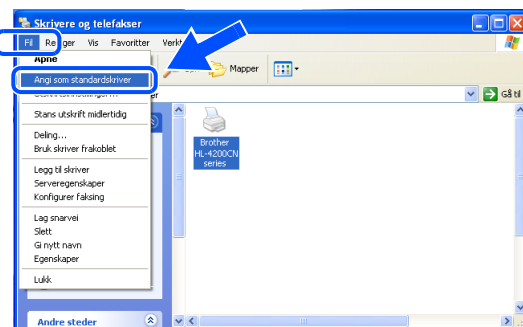 Skrivere og telefakser
Fil Rediger Vis Favoritter
Åpne
Mapper
Angi som standardskriver
Gå til
Stans utskrift midlertidig
Deling...
Bruk skriver frakoblet
Legg til skriver
Serveregenskaper
Konfigurer faksing
Lag snarvei
Slett
Gi nytt navn
Egenskaper
Lukk
Brother
HL-4200CN
series
Andre steder